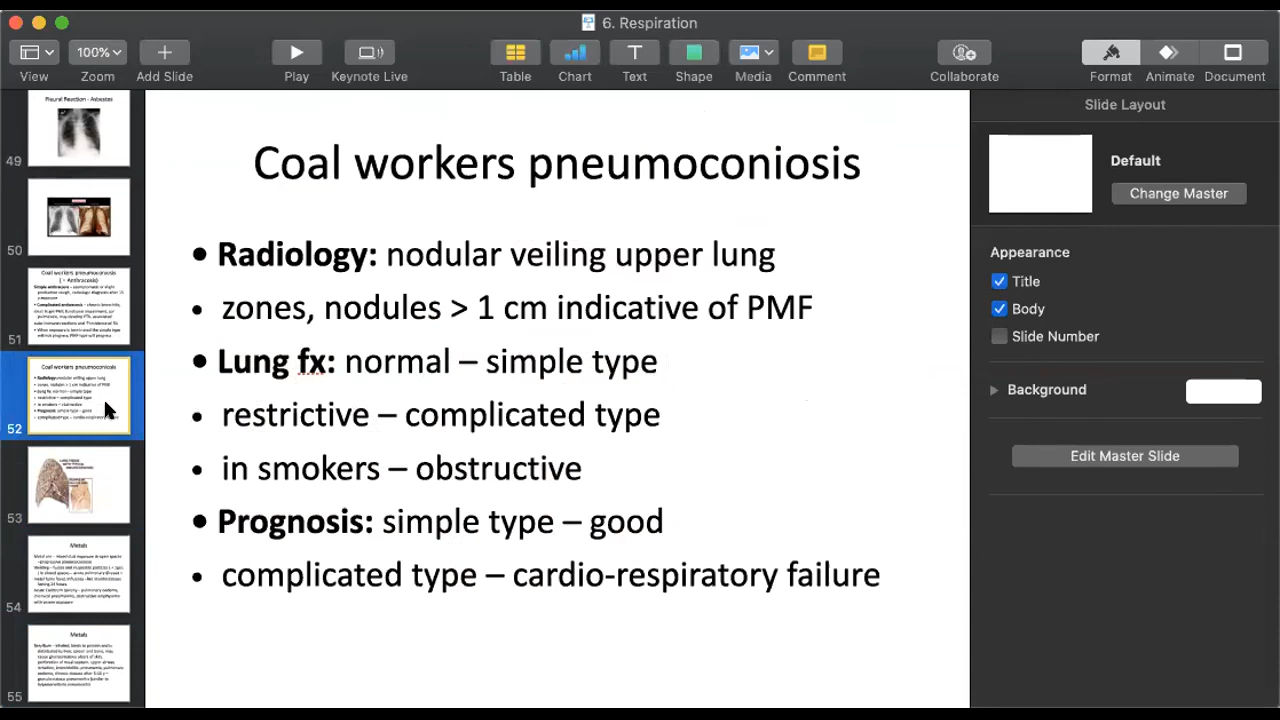 6. Respiration
100%
View
Zoom
Add Slide
Play
Keynote Live
Table
Chart
Text
Shape
Media
Comment
Collaborate
Format
Animate
Document
Pleural Reaction - Asbestos
49
50
Coal workers pneumoconiosis
51
Coal workers pneumoconiosis
52
53
Metals
54
Metals
55
Coal workers pneumoconiosis
• Radiology: nodular veiling upper lung
• zones, nodules > 1 cm indicative of PMF
• Lung fx: normal – simple type
• restrictive – complicated type
• in smokers – obstructive
• Prognosis: simple type – good
• complicated type – cardio-respiratory failure
Slide Layout
Default
Change Master
Appearance
Title
Body
Slide Number
Background
Edit Master Slide